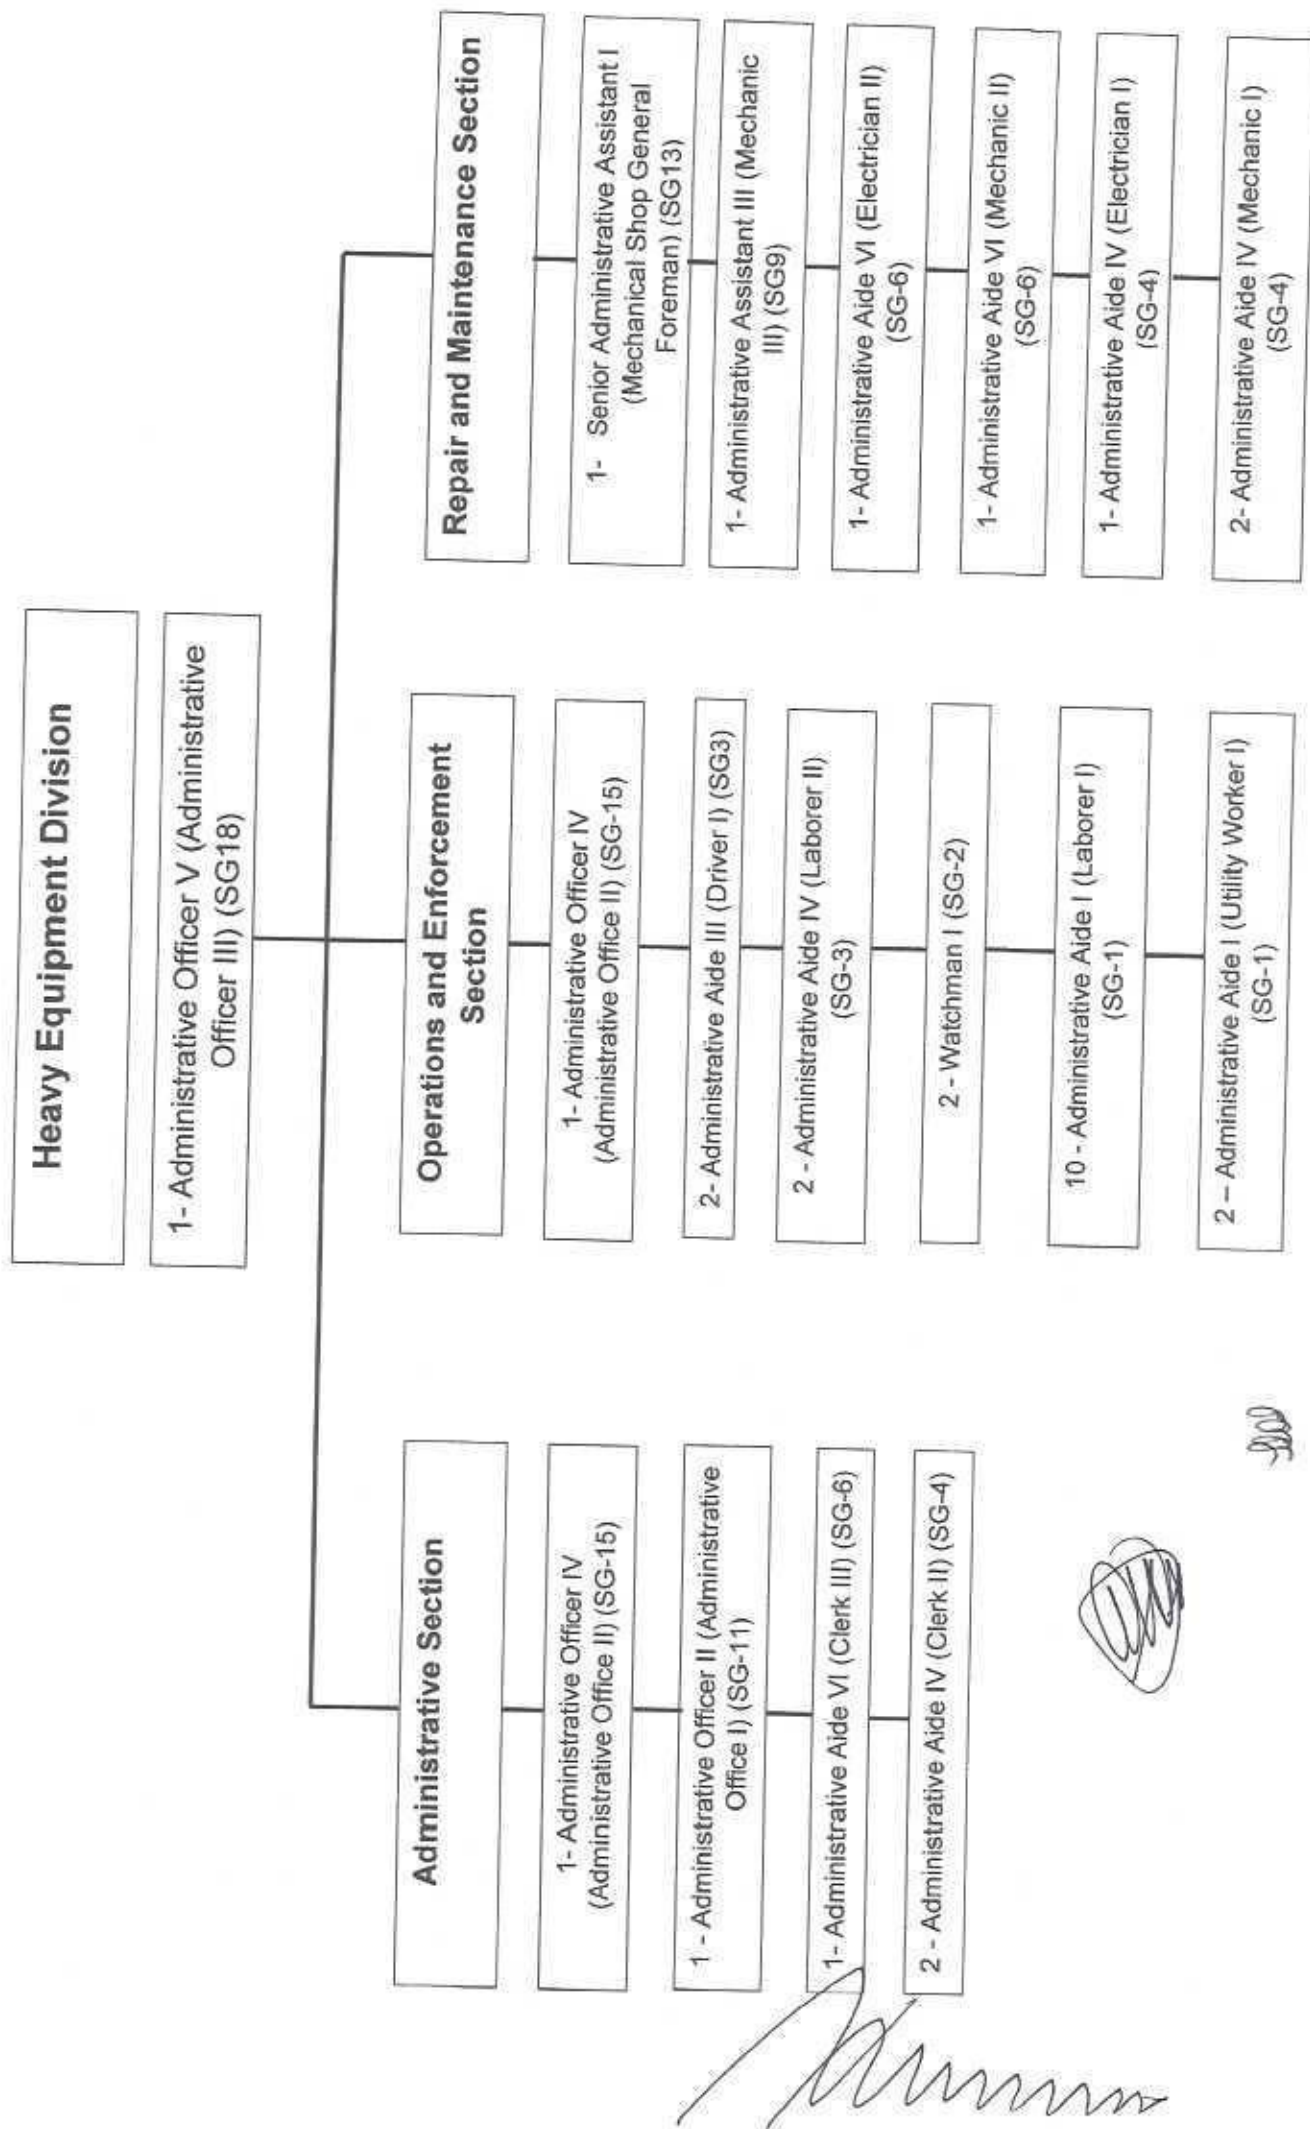 Heavy Equipment Division
1- Administrative Officer V (Administrative
Officer III) (SG18)
Administrative Section
1- Administrative Officer IV
(Administrative Office II) (SG-15)
1 - Administrative Officer II (Administrative
Office I) (SG-11)
1- Administrative Aide VI (Clerk III) (SG-6)
2 - Administrative Aide IV (Clerk II) (SG-4)
Operations and Enforcement
Section
1- Administrative Officer IV
(Administrative Office II) (SG-15)
2- Administrative Aide III (Driver I) (SG3)
2 - Administrative Aide IV (Laborer II)
(SG-3)
2 - Watchman I (SG-2)
10 - Administrative Aide I (Laborer I)
(SG-1)
2 – Administrative Aide I (Utility Worker I)
(SG-1)
Repair and Maintenance Section
1- Senior Administrative Assistant I
(Mechanical Shop General
Foreman) (SG13)
1- Administrative Assistant III (Mechanic
III) (SG9)
1- Administrative Aide VI (Electrician II)
(SG-6)
1- Administrative Aide VI (Mechanic II)
(SG-6)
1- Administrative Aide IV (Electrician I)
(SG-4)
2- Administrative Aide IV (Mechanic I)
(SG-4)